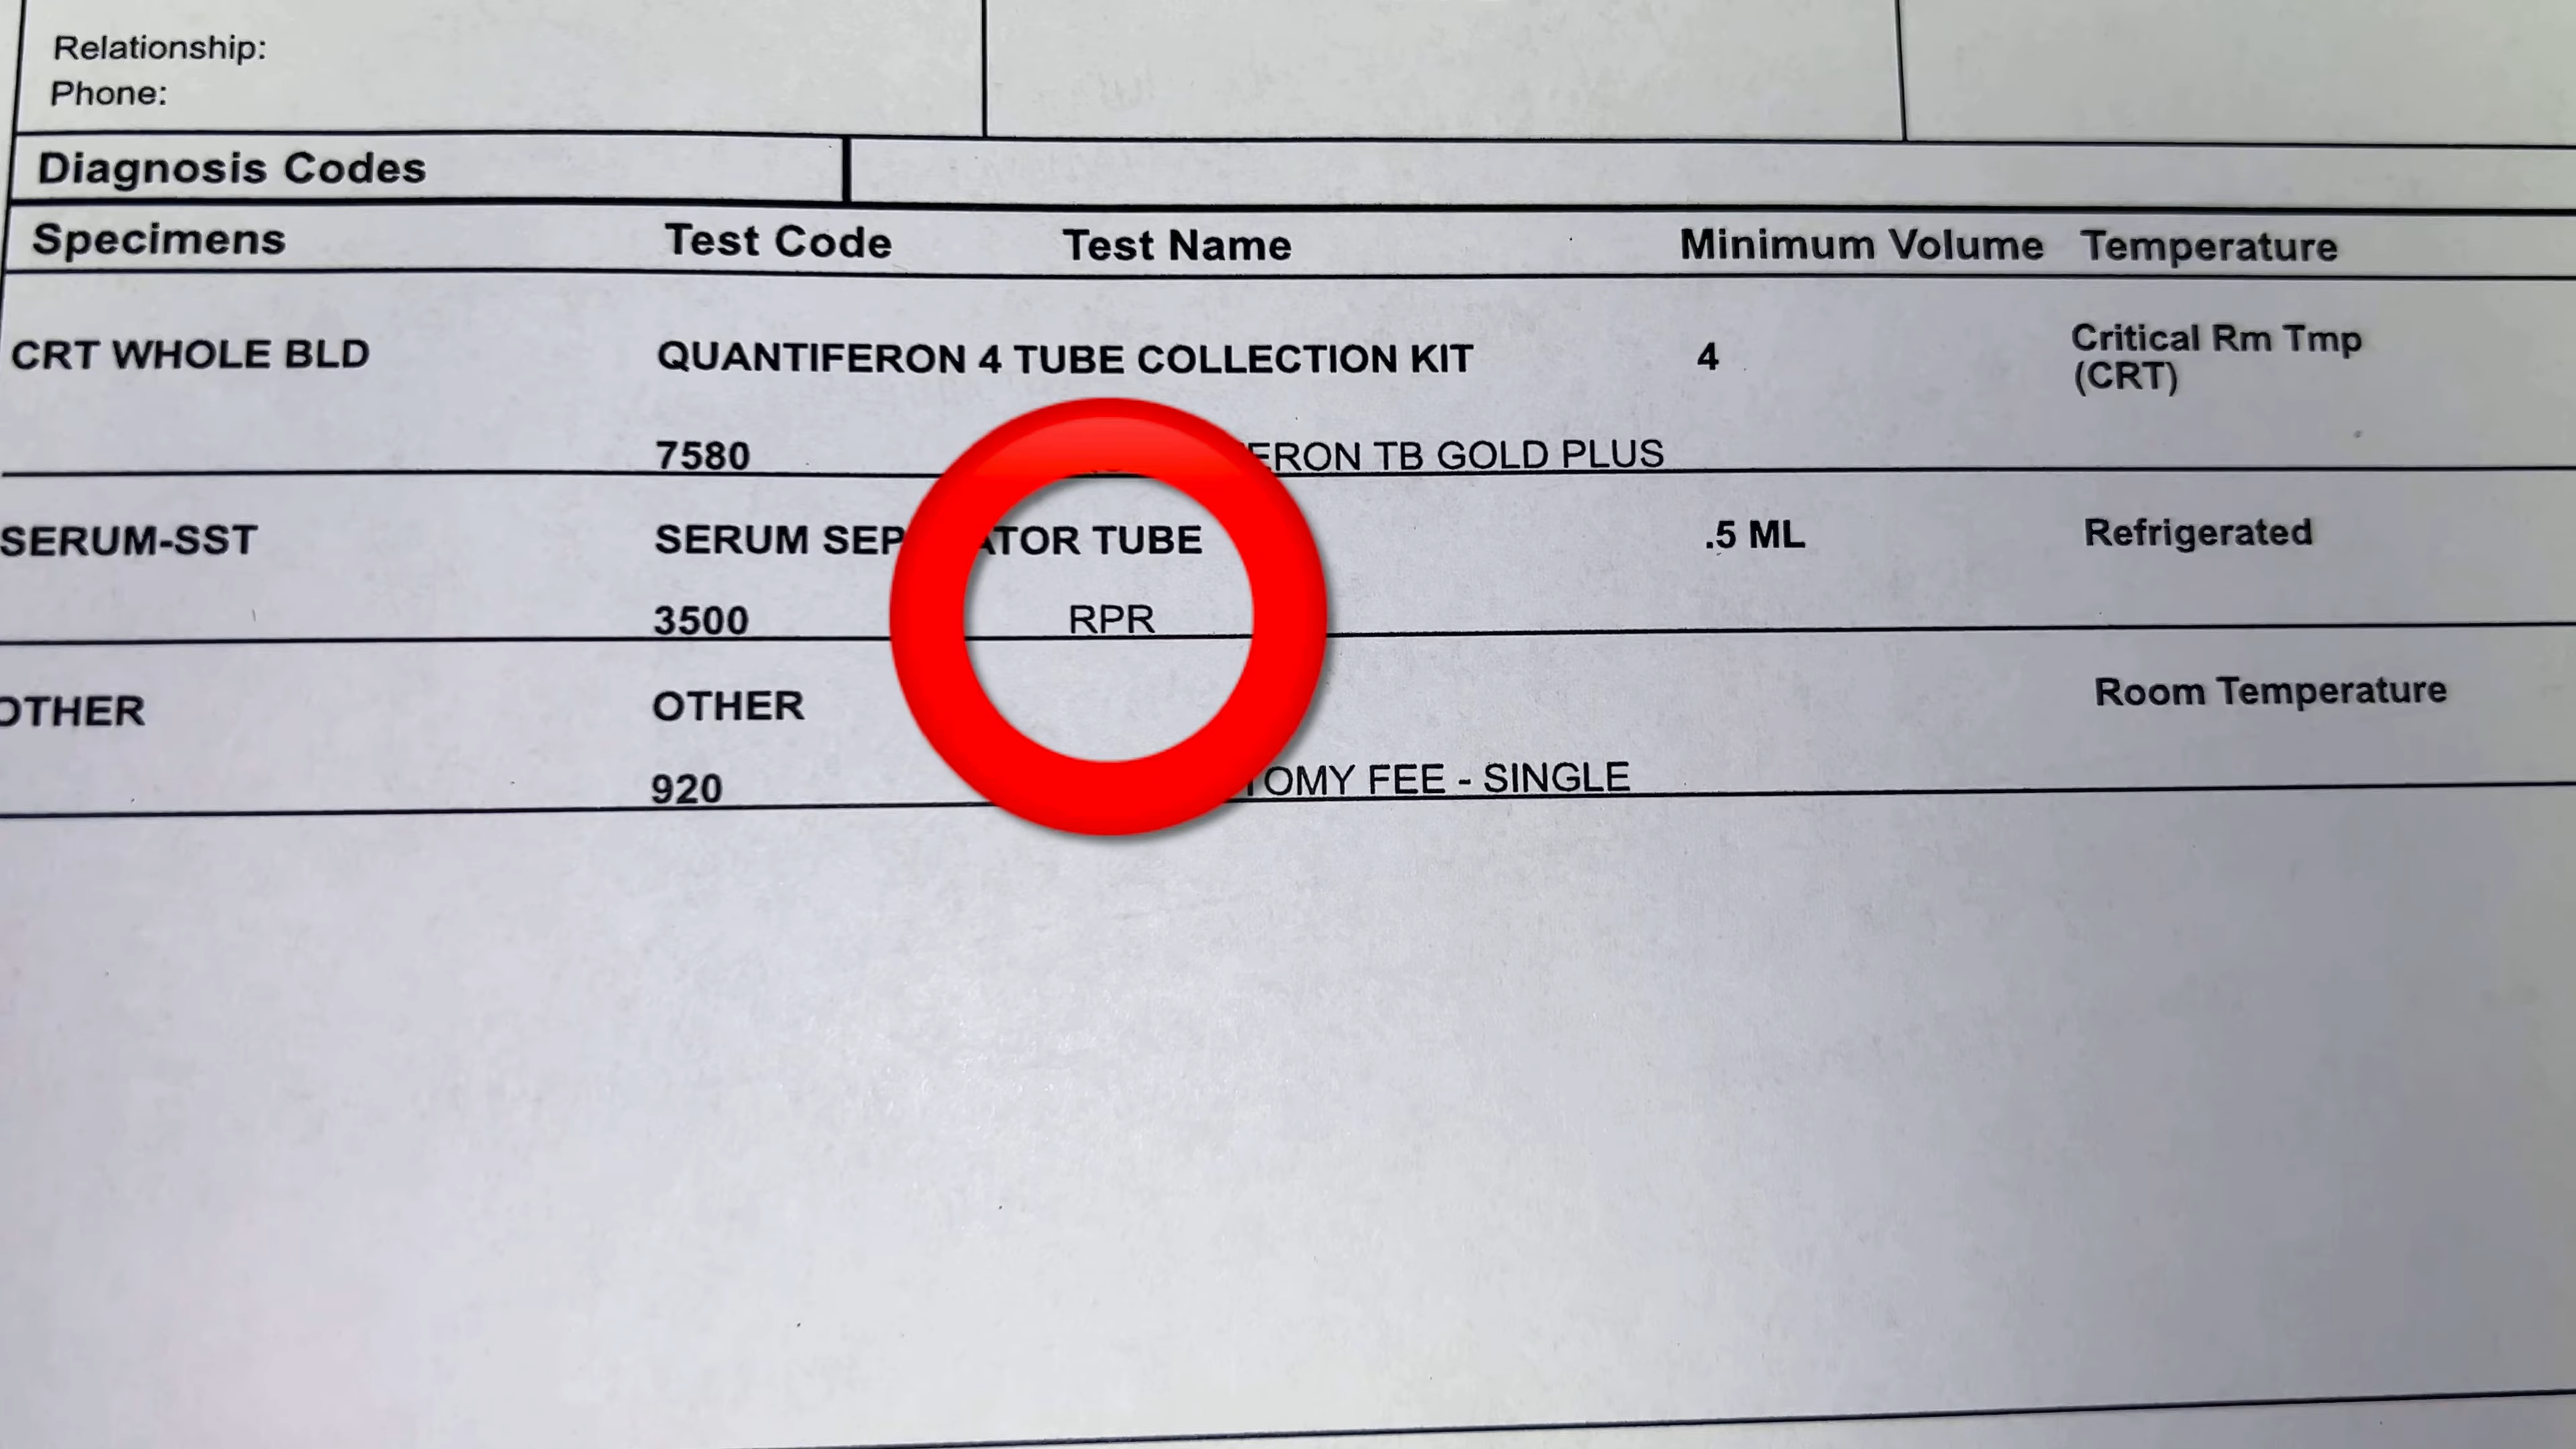 Relationship:
Phone:
Diagnosis Codes
Specimens Test Code Test Name Minimum Volume Temperature
CRT WHOLE BLD QUANTIFERON 4 TUBE COLLECTION KIT 4 Critical Rm Tmp
(CRT)
7580 ERON TB GOLD PLUS
SERUM-SST SERUM SEP ATOR TUBE .5 ML Refrigerated
3500 RPR
OTHER OTHER Room Temperature
920 OMY FEE - SINGLE